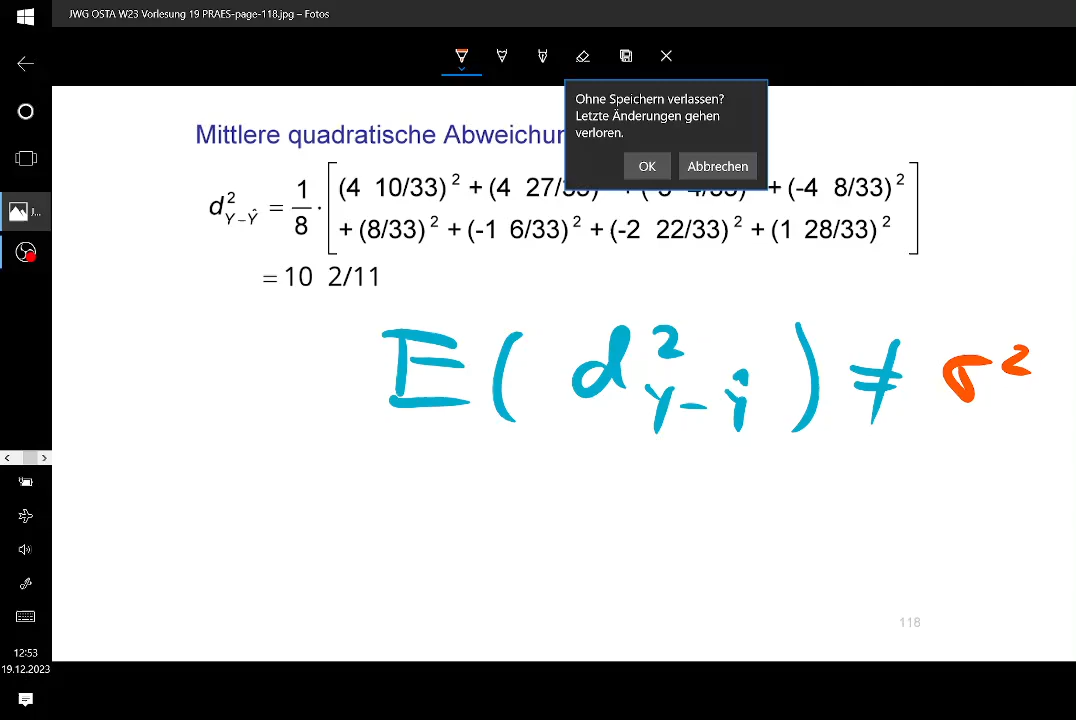 JWG OSTA W23 Vorlesung 19 PRAES-page-118.jpg – Fotos
Ohne Speichern verlassen?
Letzte Änderungen gehen
verloren.
OK Abbrechen
Mittlere quadratische
d²Y−Ŷ = 1/8 · [(4 10/33)² + (4 + (-4 8/33)²
+ (8/33)² + (-1 6/33)² + (-2 22/33)² + (1 28/33)²]
= 10 2/11
E( d²Y−Ŷ ) ≠ σ²
118
J...
12:53
19.12.2023